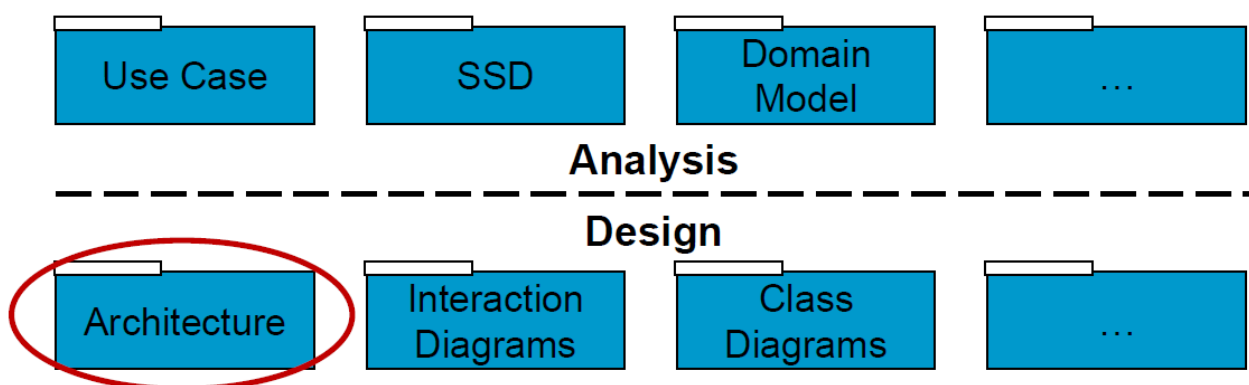 Use Case
SSD
Domain
Model
…
Analysis
Design
Architecture
Interaction
Diagrams
Class
Diagrams
…